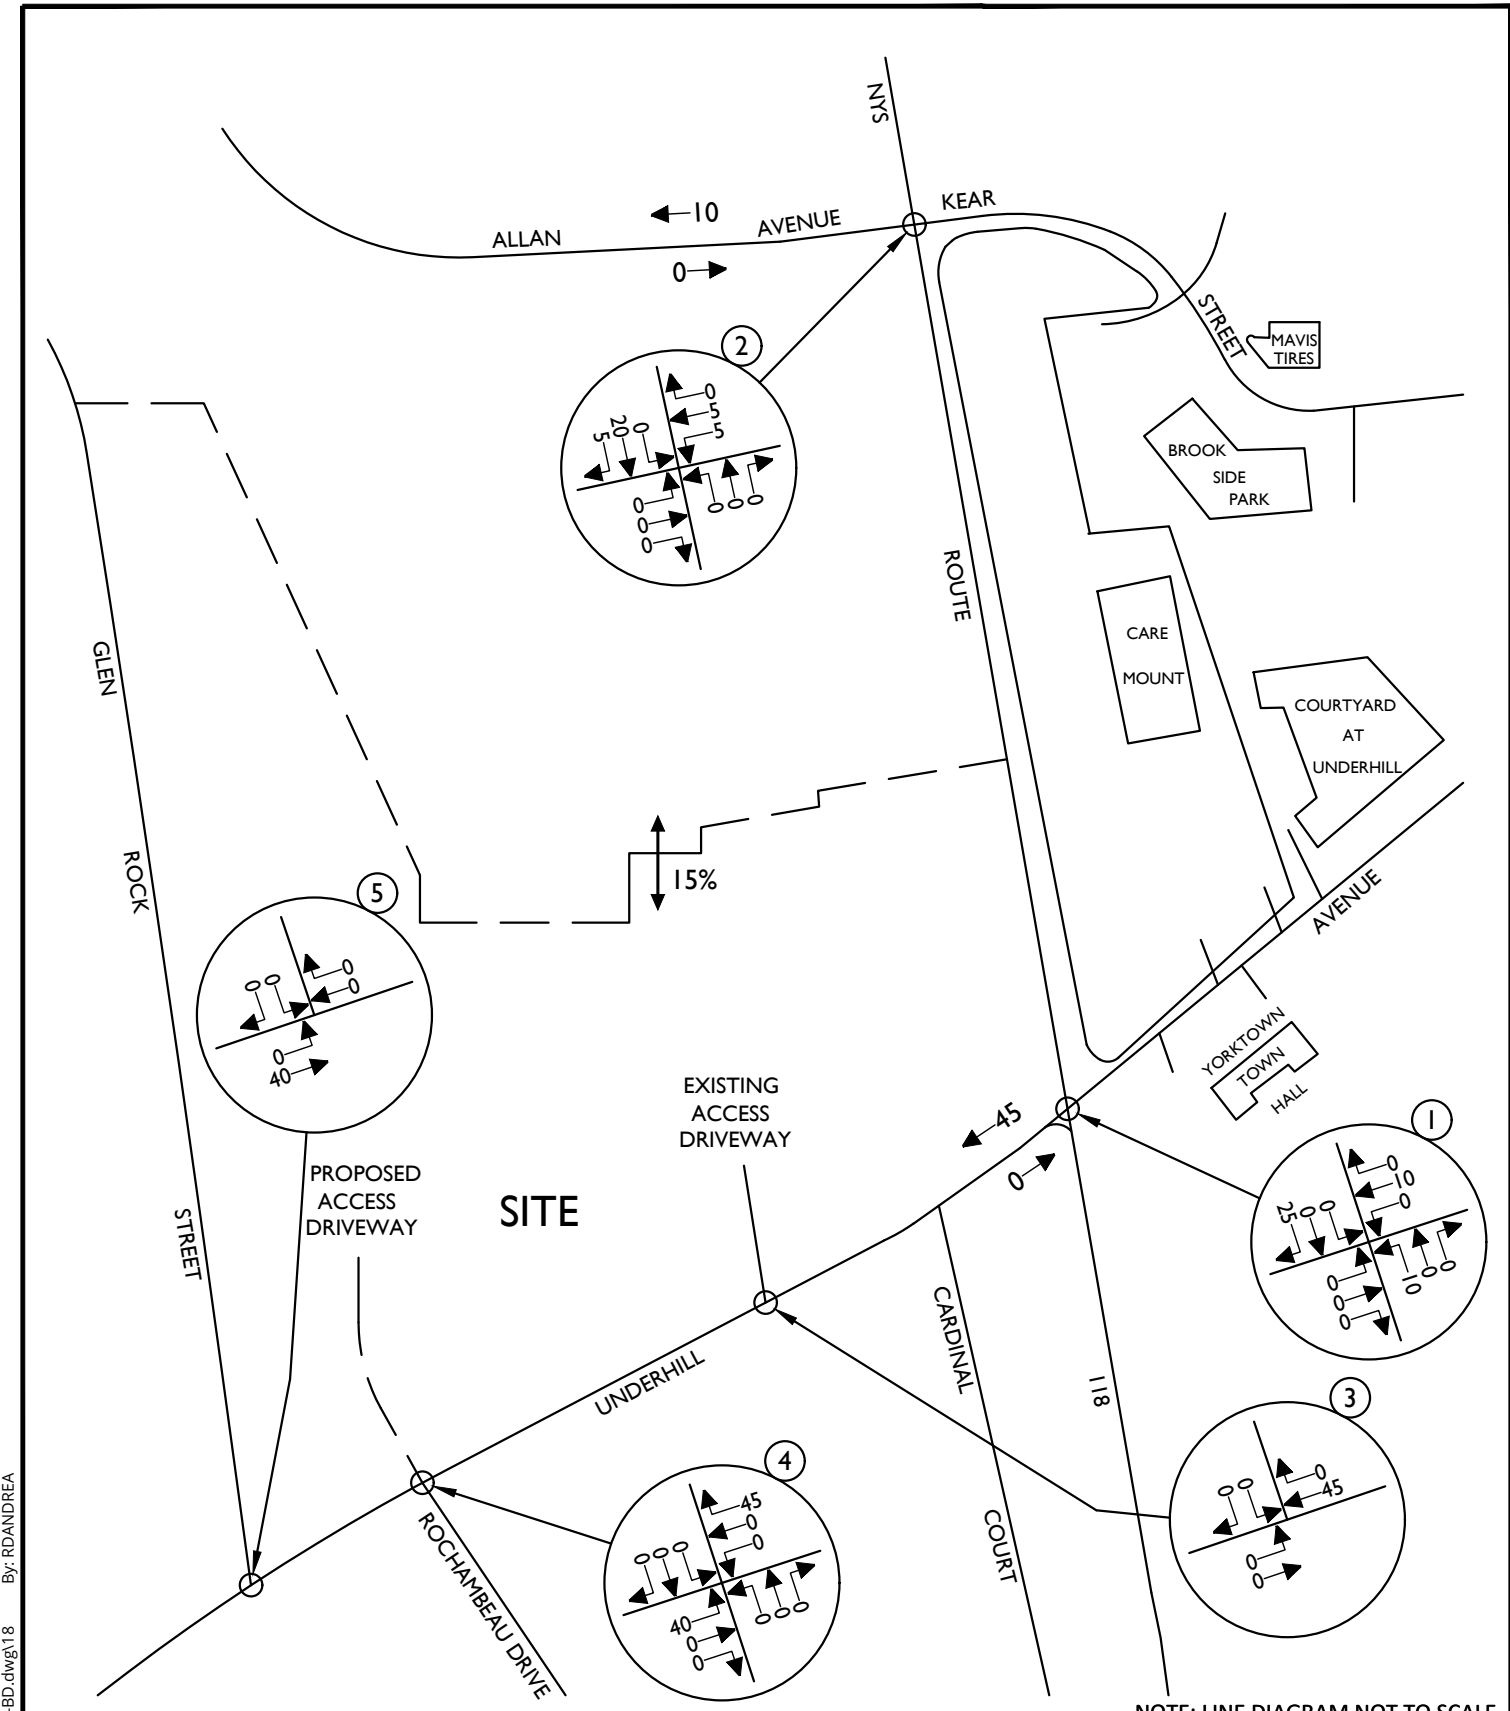 NYS
KEAR
10
ALLAN AVENUE
0
STREET
MAVIS
TIRES
2
0
5
5
5 20 0
0
0
0
0 0 0
BROOK
SIDE
PARK
ROUTE
CARE
MOUNT
COURTYARD
AT
UNDERHILL
GLEN
ROCK
STREET
15%
AVENUE
5
0
0
0 0
0
40
YORKTOWN
TOWN
HALL
EXISTING
ACCESS
DRIVEWAY
45
0
1
0
10
0
25 0 0
0
0
0
10 0 0
PROPOSED
ACCESS
DRIVEWAY
SITE
CARDINAL
COURT
118
UNDERHILL
3
0
45
0 0
0
0
4
45
0
0
0 0 0
40
0
0
0 0 0
ROCHAMBEAU DRIVE
By: RDANDREA
-BD.dwg\18
NOTE: LINE DIAGRAM NOT TO SCALE